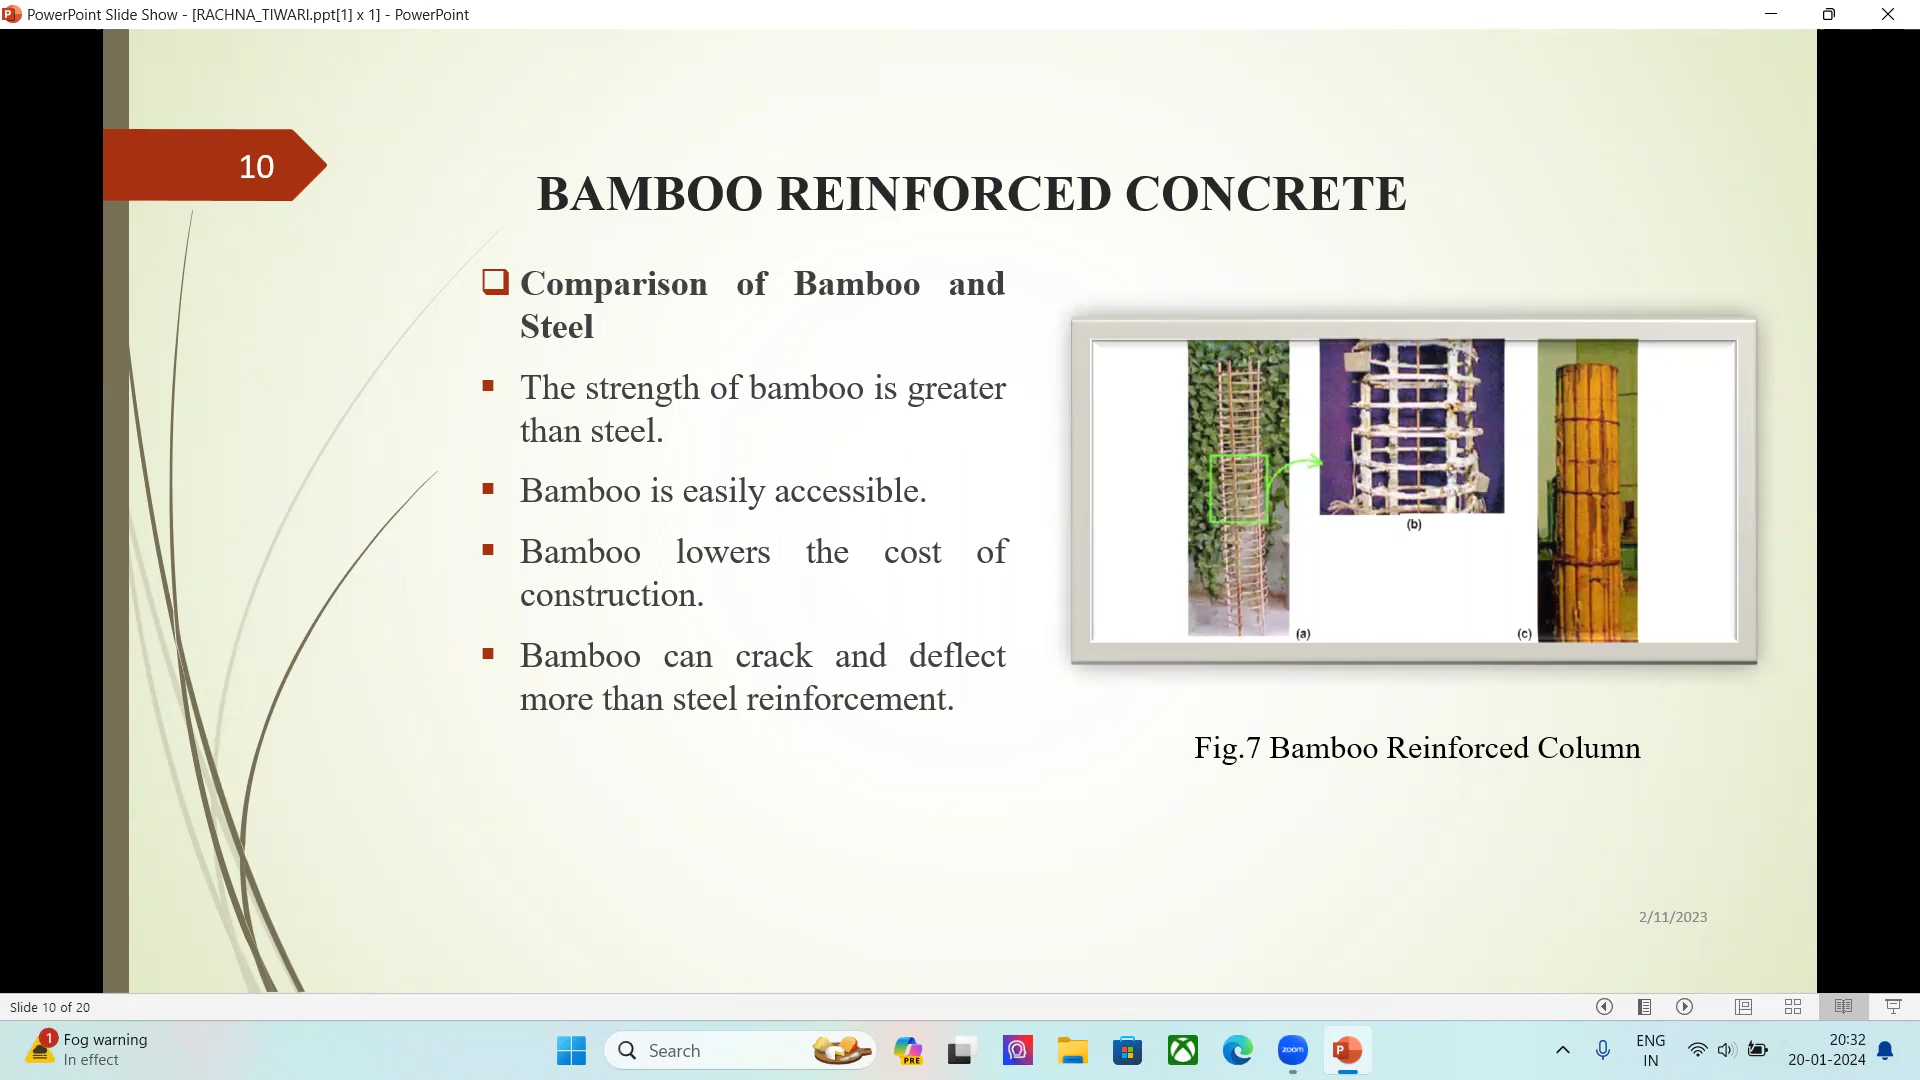 PowerPoint Slide Show - [RACHNA_TIWARI.ppt[1] x 1] - PowerPoint
10
BAMBOO REINFORCED CONCRETE
Comparison of Bamboo and
Steel
The strength of bamboo is greater
than steel.
Bamboo is easily accessible.
Bamboo lowers the cost of
construction.
Bamboo can crack and deflect
more than steel reinforcement.
(b)
(a)
(c)
Fig.7 Bamboo Reinforced Column
2/11/2023
Slide 10 of 20
1
Fog warning
In effect
Search
PRE
zoom
ENG
IN
20:32
20-01-2024